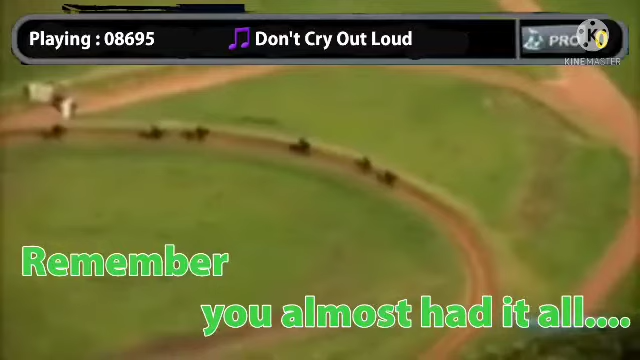 Playing : 08695
Don't Cry Out Loud
PRO
KINEMASTER
Remember
you almost had it all....